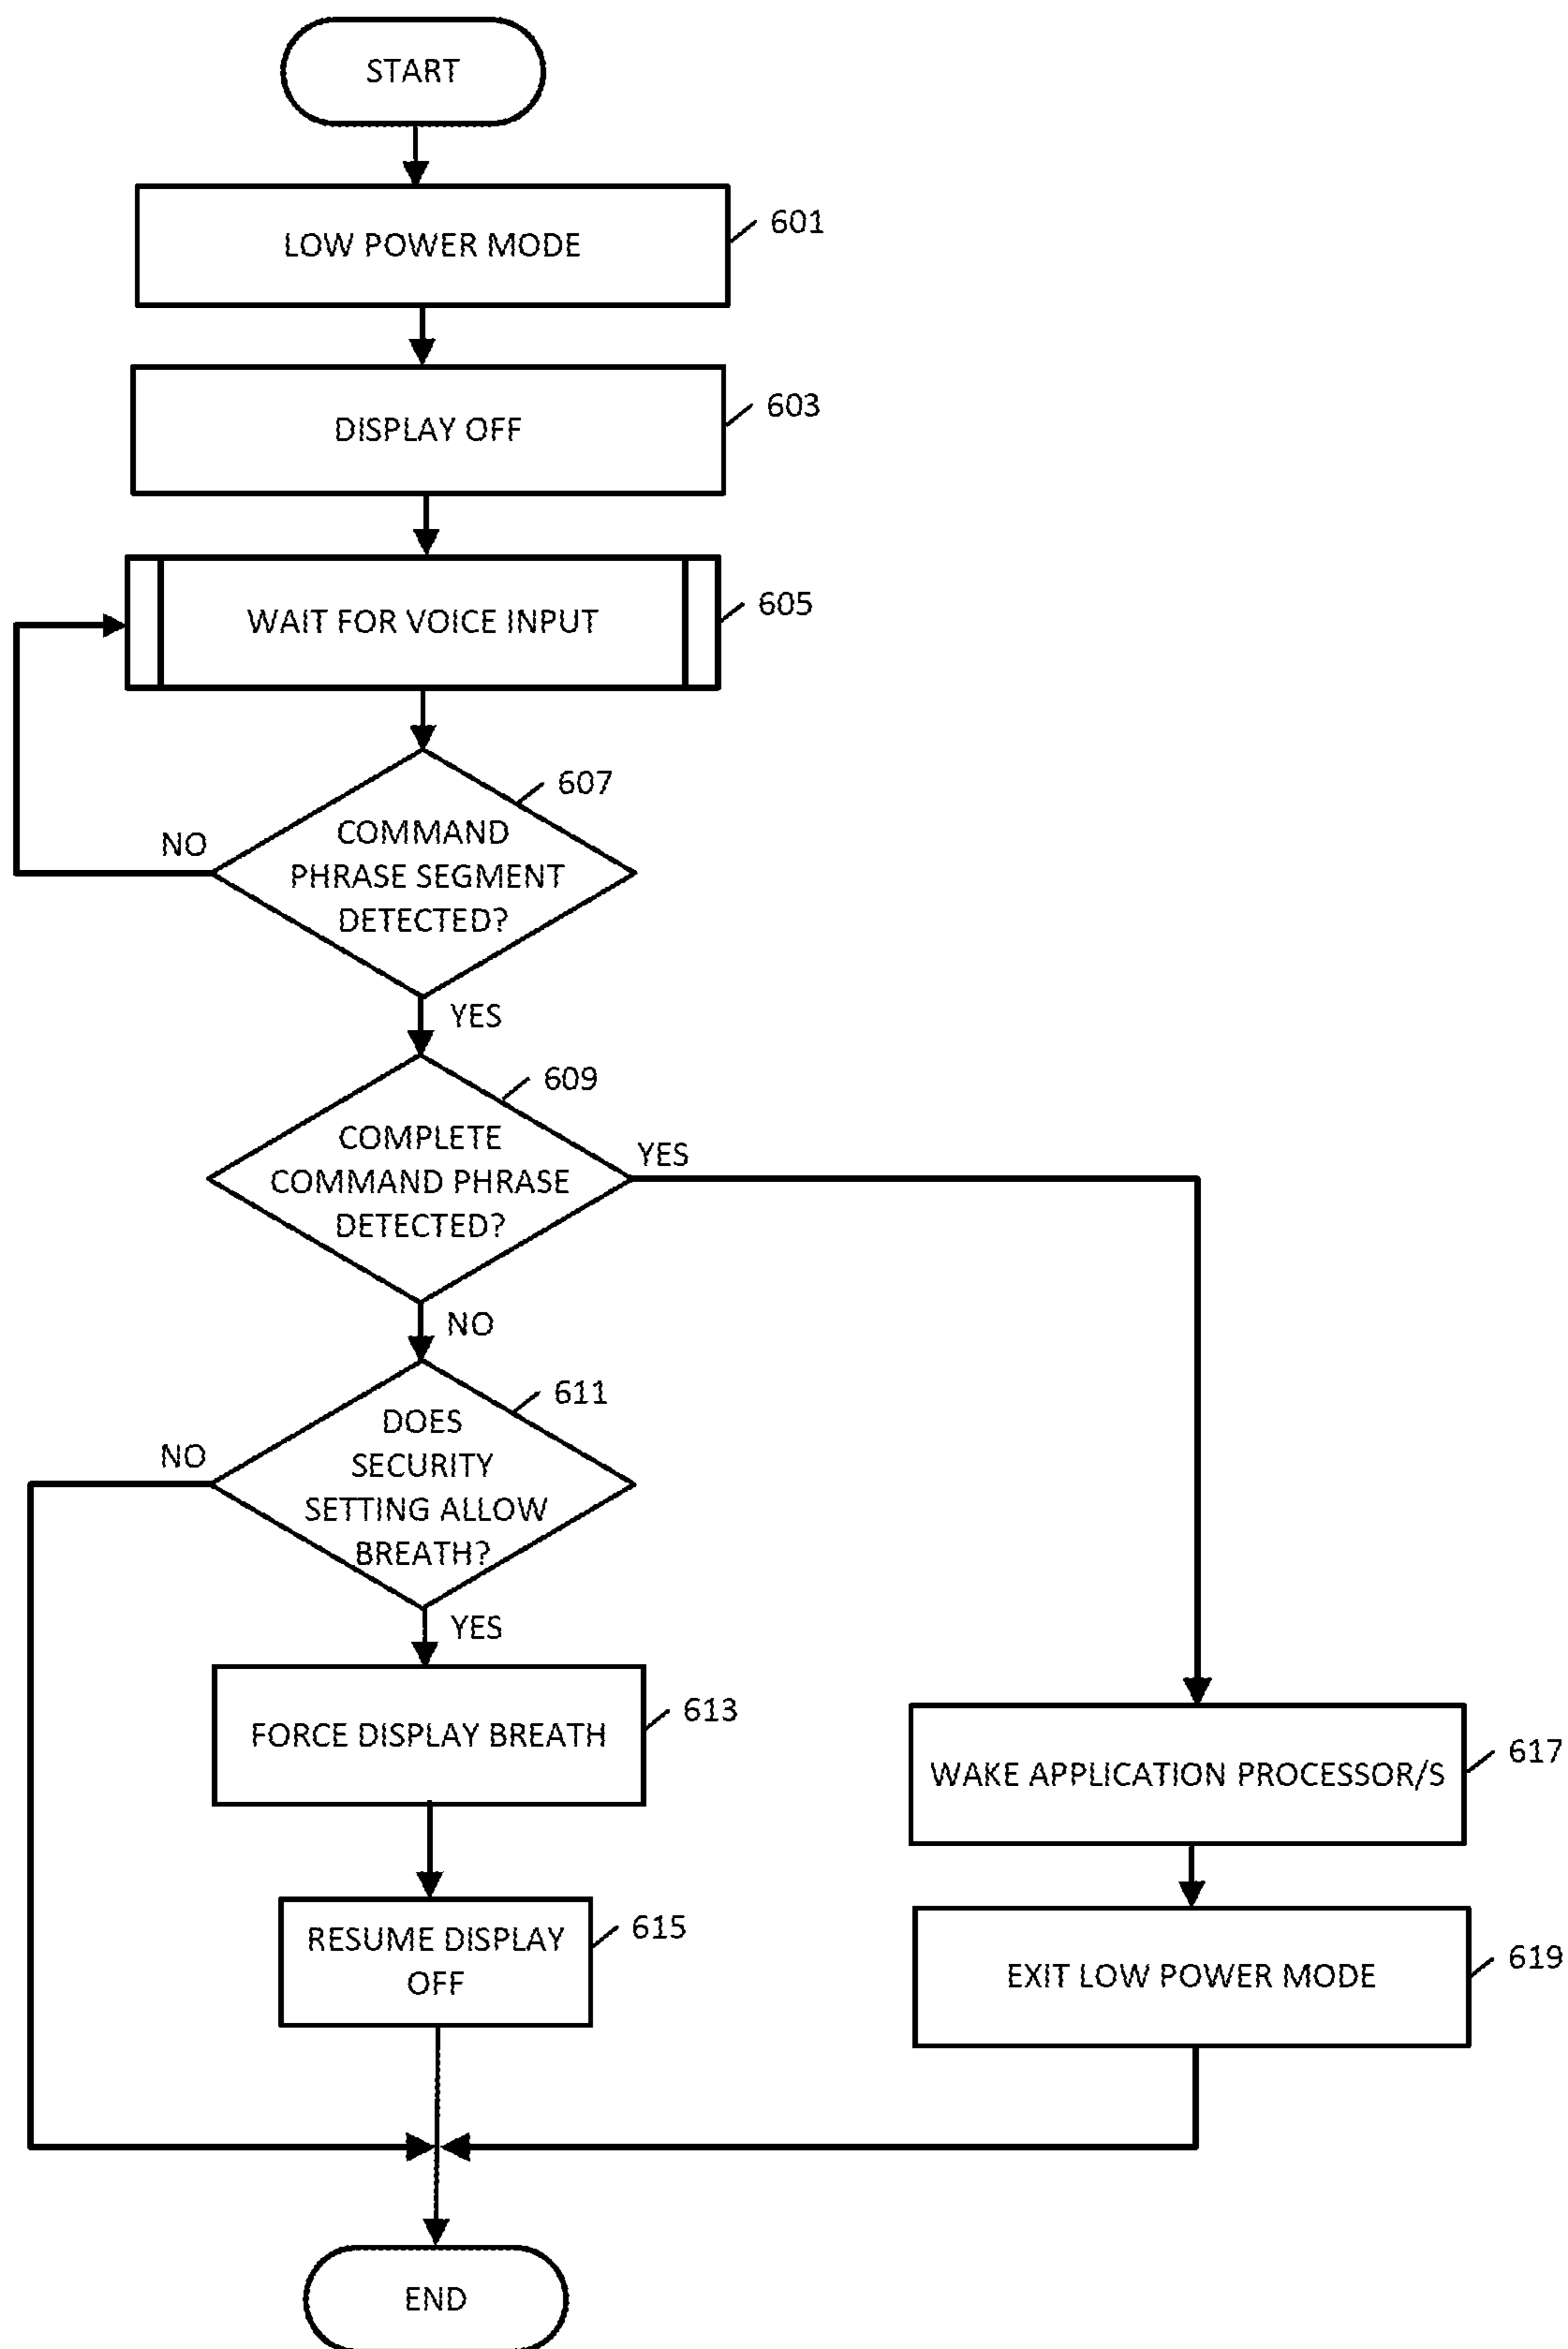 START
LOW POWER MODE
601
DISPLAY OFF
603
WAIT FOR VOICE INPUT
605
607
COMMAND
PHRASE SEGMENT
DETECTED?
NO
YES
609
COMPLETE
COMMAND PHRASE
DETECTED?
YES
NO
611
DOES
SECURITY
SETTING ALLOW
BREATH?
NO
YES
FORCE DISPLAY BREATH
613
RESUME DISPLAY
OFF
615
WAKE APPLICATION PROCESSOR/S
617
EXIT LOW POWER MODE
619
END